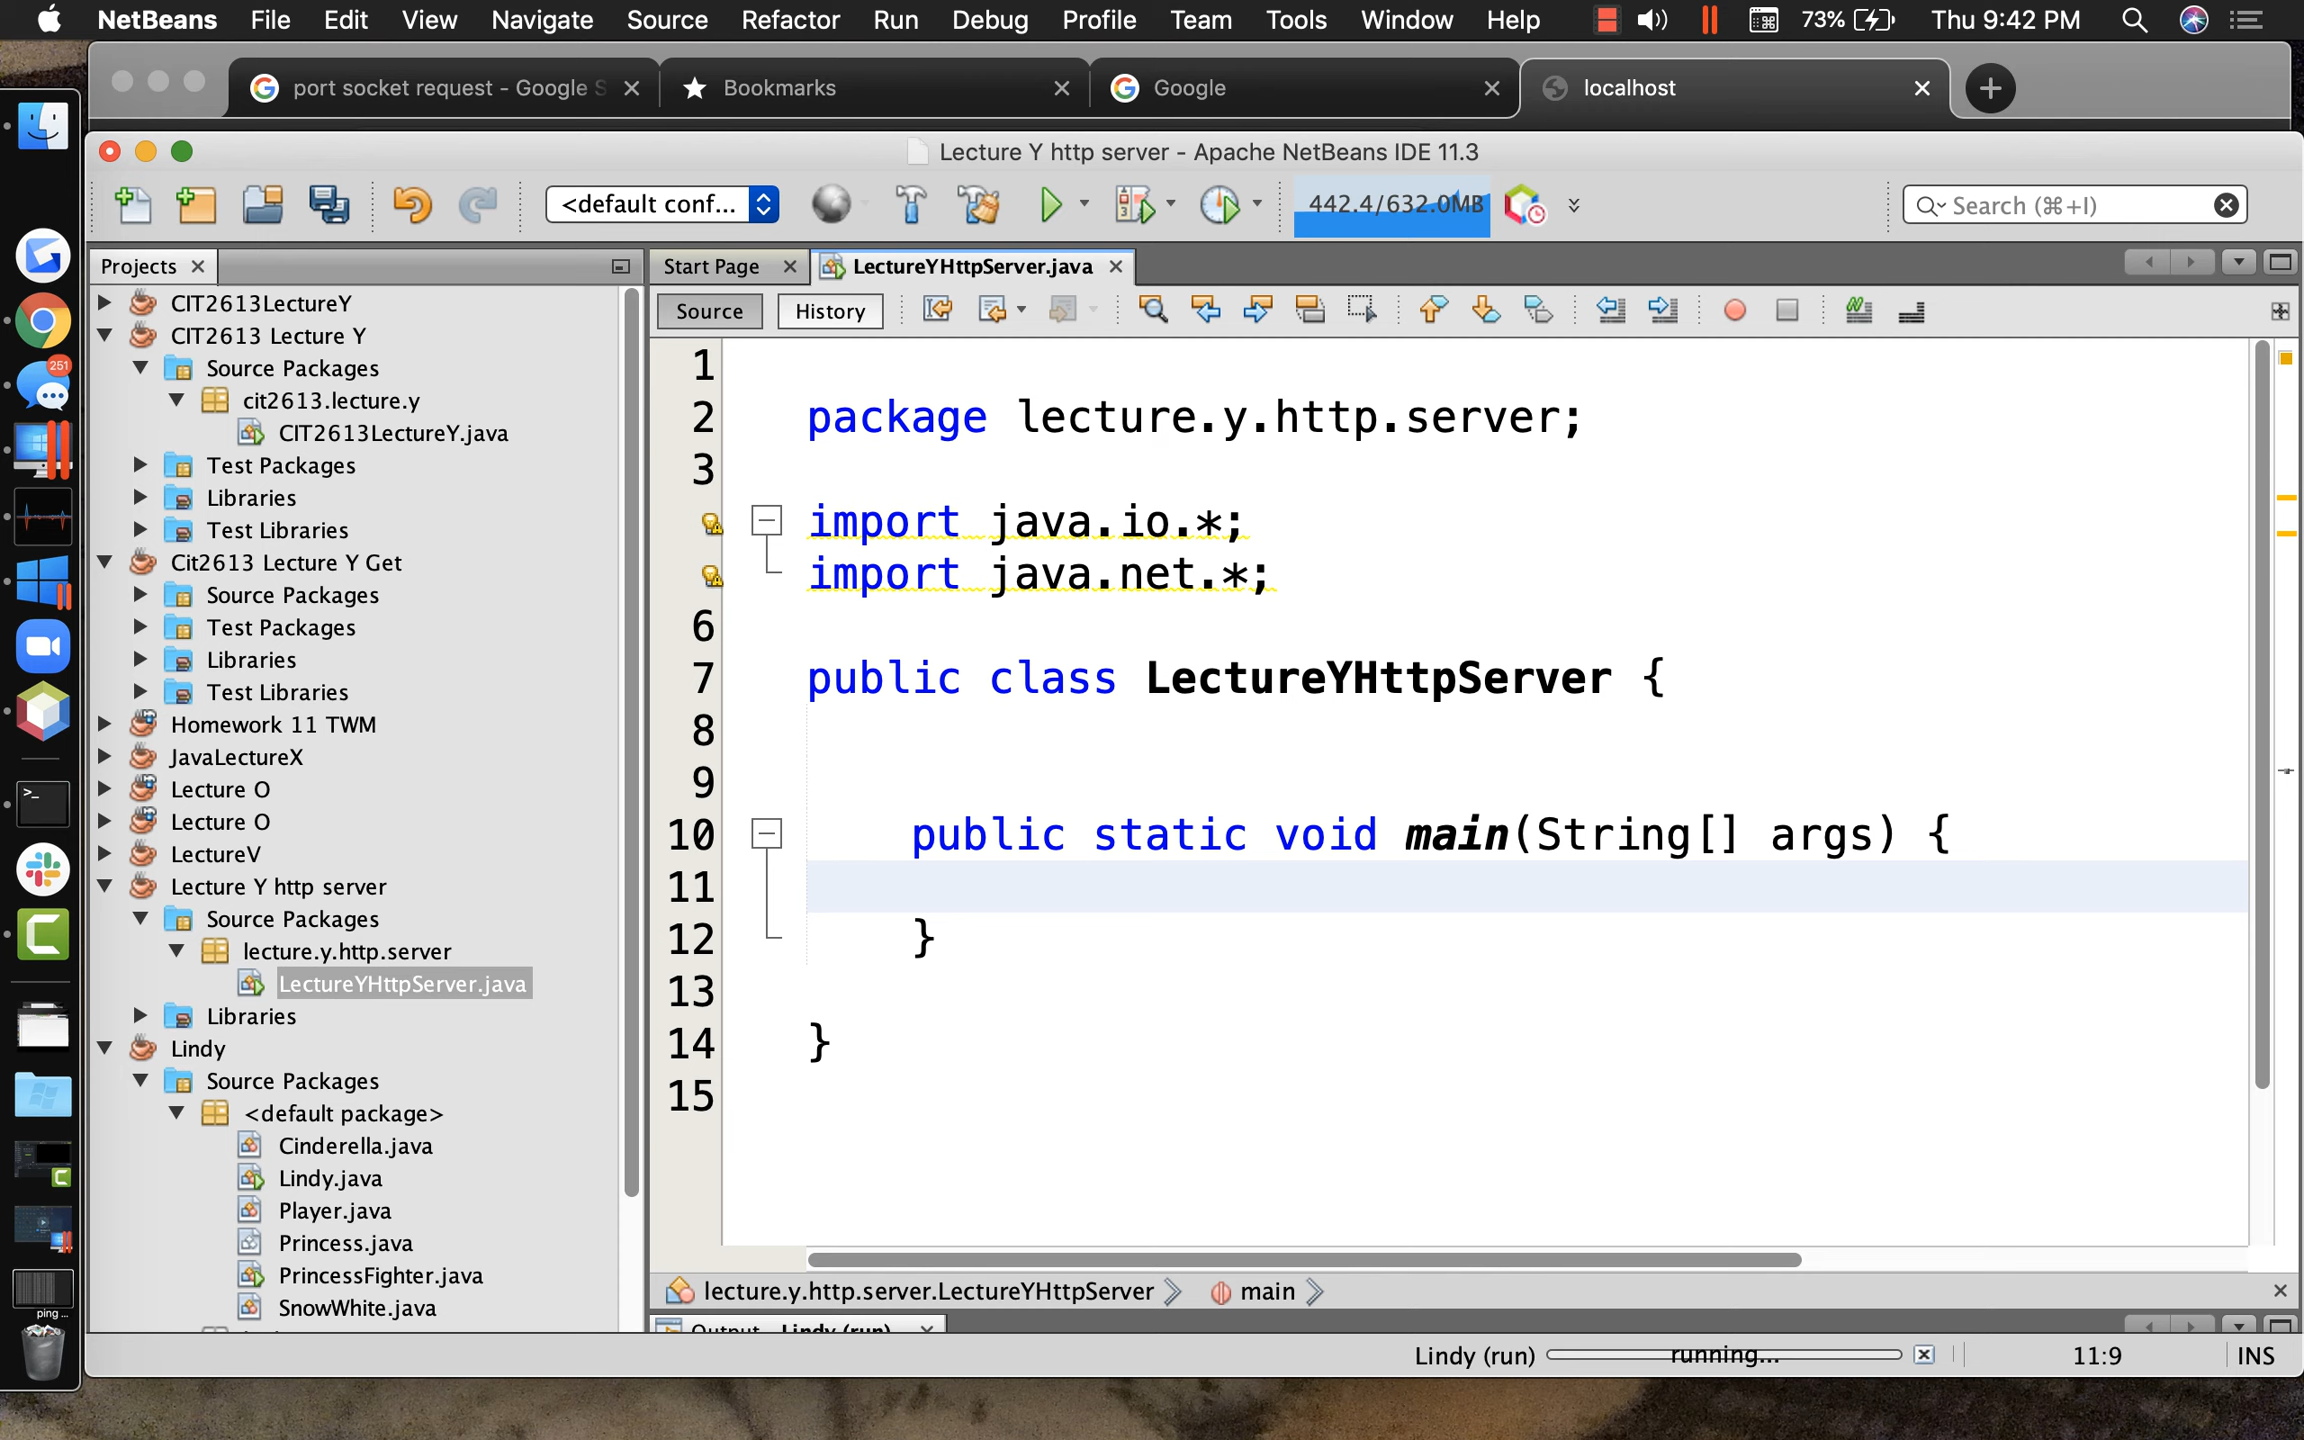 NetBeans File Edit View Navigate Source Refactor Run Debug Profile Team Tools Window Help 73% Thu 9:42 PM
port socket request - Google S Bookmarks Google localhost
Lecture Y http server - Apache NetBeans IDE 11.3
<default conf... 442.4/632.0MB Search (⌘+I)
Projects Start Page LectureYHttpServer.java
Source History
CIT2613LectureY
CIT2613 Lecture Y
Source Packages
cit2613.lecture.y
CIT2613LectureY.java
Test Packages
Libraries
Test Libraries
Cit2613 Lecture Y Get
Source Packages
Test Packages
Libraries
Test Libraries
Homework 11 TWM
JavaLectureX
Lecture O
Lecture O
LectureV
Lecture Y http server
Source Packages
lecture.y.http.server
LectureYHttpServer.java
Libraries
Lindy
Source Packages
<default package>
Cinderella.java
Lindy.java
Player.java
Princess.java
PrincessFighter.java
SnowWhite.java
251
ping ...
1
2 package lecture.y.http.server;
3
import java.io.*;
import java.net.*;
6
7 public class LectureYHttpServer {
8
9
10 public static void main(String[] args) {
11
12 }
13
14 }
15
lecture.y.http.server.LectureYHttpServer main
Output - Lindy (run)
Lindy (run) running... 11:9 INS